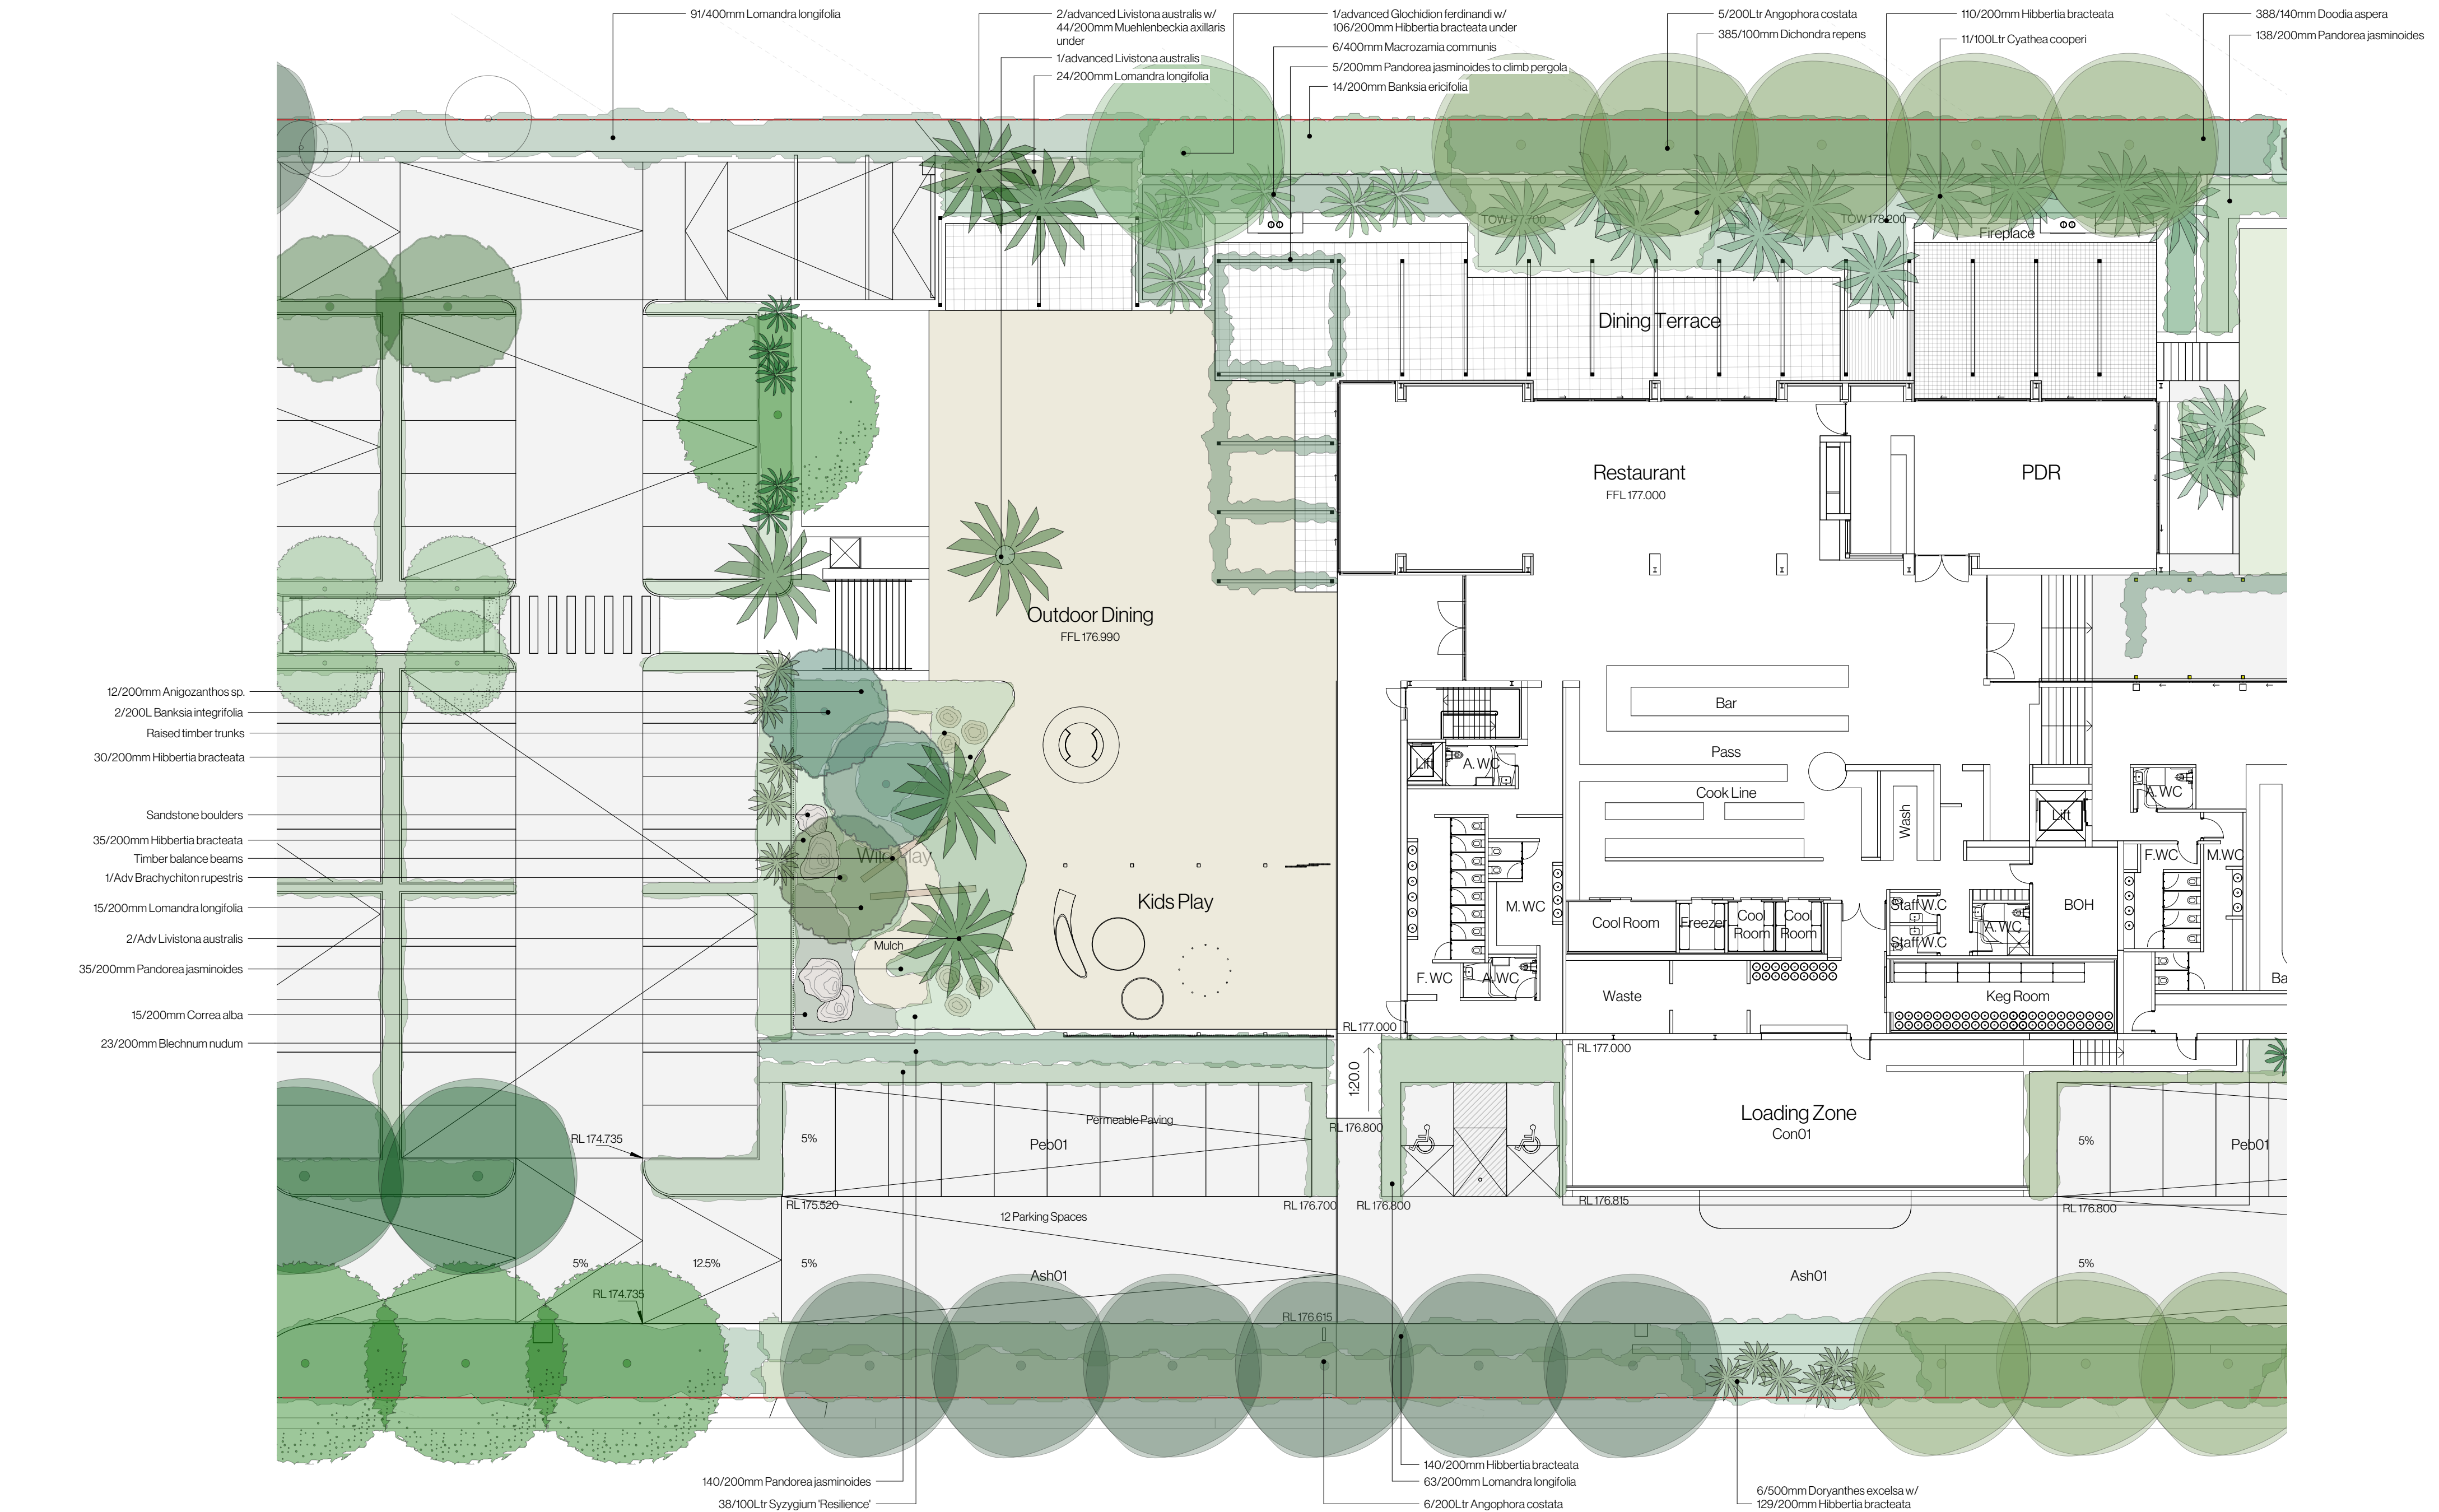 91/400mm Lomandra longifolia
2/advanced Livistona australis w/
44/200mm Muehlenbeckia axillaris
under
1/advanced Livistona australis
24/200mm Lomandra longifolia
1/advanced Glochidion ferdinandi w/
106/200mm Hibbertia bracteata under
6/400mm Macrozamia communis
5/200mm Pandorea jasminoides to climb pergola
14/200mm Banksia ericifolia
5/200Ltr Angophora costata
385/100mm Dichondra repens
110/200mm Hibbertia bracteata
11/100Ltr Cyathea cooperi
388/140mm Doodia aspera
138/200mm Pandorea jasminoides
TOW 177.700
TOW 178.200
Fireplace
Dining Terrace
Restaurant
FFL 177.000
PDR
Outdoor Dining
FFL 176.990
12/200mm Anigozanthos sp.
2/200L Banksia integrifolia
Raised timber trunks
30/200mm Hibbertia bracteata
Sandstone boulders
35/200mm Hibbertia bracteata
Timber balance beams
1/Adv Brachychiton rupestris
15/200mm Lomandra longifolia
2/Adv Livistona australis
35/200mm Pandorea jasminoides
15/200mm Correa alba
23/200mm Blechnum nudum
Wild Play
Mulch
Kids Play
Bar
Pass
Cook Line
Wash
Lift
A. WC
Lift
A. WC
F. WC
M. WC
M. WC
Cool Room
Freezer
Cool
Room
Cool
Room
Staff W.C
Staff W.C
A. WC
BOH
F. WC
A. WC
Waste
Keg Room
Ba
RL 177.000
RL 177.000
1:20.0
Loading Zone
Con01
Permeable Paving
Peb01
5%
RL 174.735
RL 176.800
5%
Peb01
RL 175.520
RL 176.700
RL 176.800
RL 176.815
RL 176.800
12 Parking Spaces
5%
12.5%
5%
Ash01
Ash01
5%
RL 174.735
RL 176.615
140/200mm Pandorea jasminoides
38/100Ltr Syzygium 'Resilience'
140/200mm Hibbertia bracteata
63/200mm Lomandra longifolia
6/200Ltr Angophora costata
6/500mm Doryanthes excelsa w/
129/200mm Hibbertia bracteata